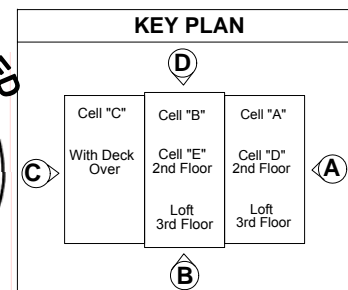 KEY PLAN
ED
D
Cell "C"
Cell "B"
Cell "A"
With Deck
Over
Cell "E"
2nd Floor
Cell "D"
2nd Floor
C
A
Loft
3rd Floor
Loft
3rd Floor
B